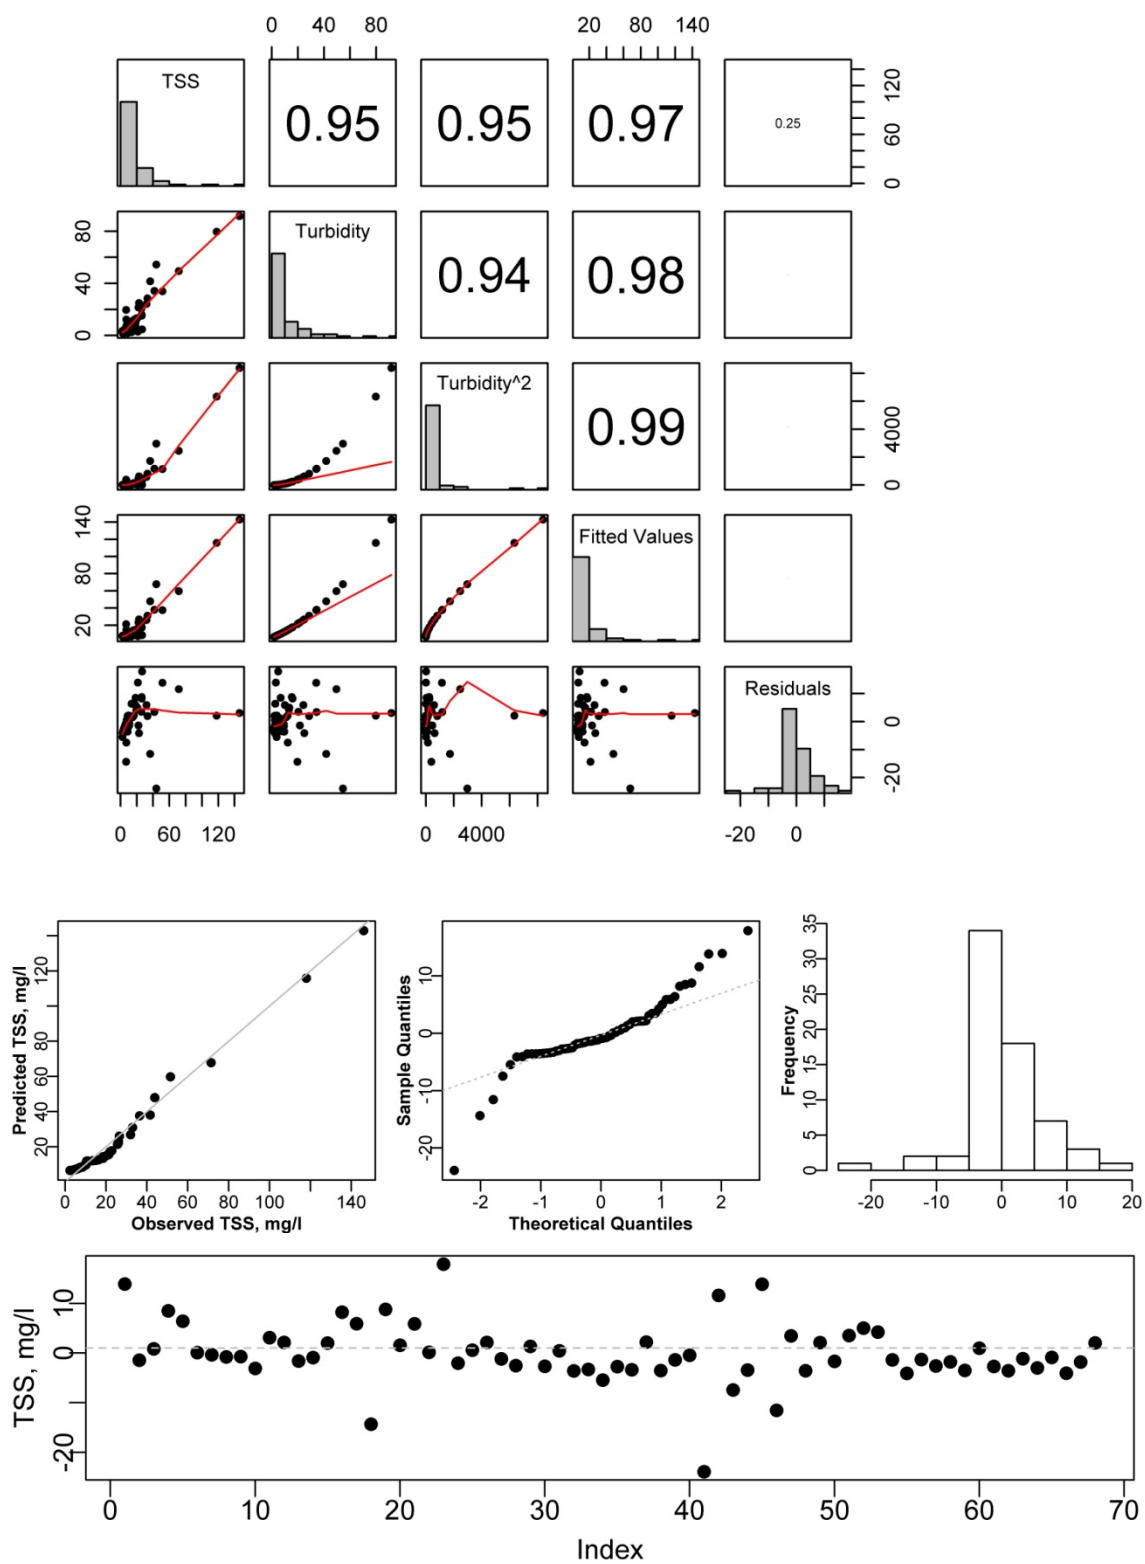 0 40 80
20 80 140
TSS
0.95
0.95
0.97
0.25
0 60 120
0 40 80
Turbidity
0.94
0.98
Turbidity^2
0.99
0 4000
20 80 140
Fitted Values
Residuals
-20 0
0 60 120
0 4000
-20 0
Predicted TSS, mg/l
20 40 60 80 120
0 20 40 60 80 100 140
Observed TSS, mg/l
Sample Quantiles
-20 -10 0 10
-2 -1 0 1 2
Theoretical Quantiles
Frequency
0 5 15 25 35
-20 -10 0 10 20
TSS, mg/l
-20 0 10
0 10 20 30 40 50 60 70
Index